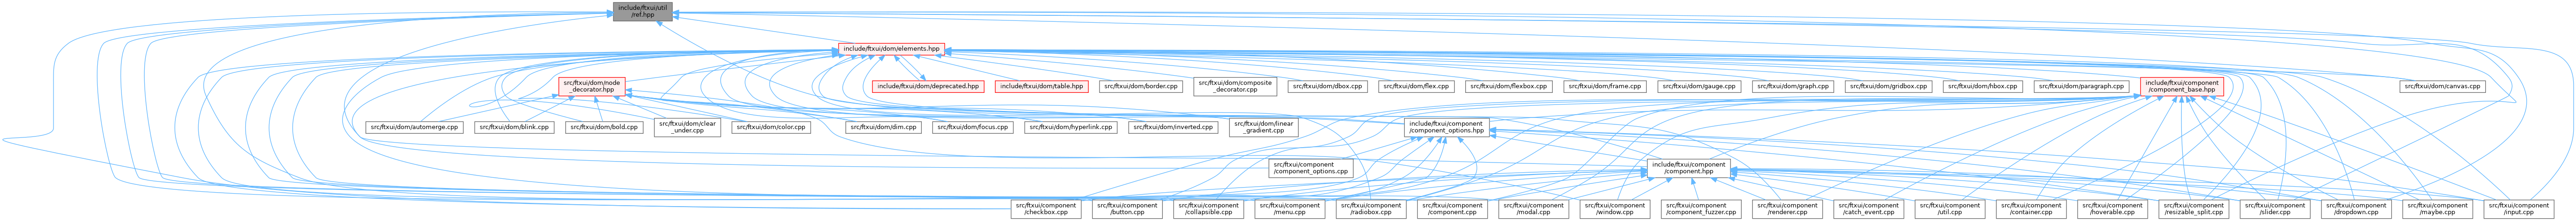 include/ftxui/util
/ref.hpp
include/ftxui/dom/elements.hpp
src/ftxui/dom/node
_decorator.hpp
include/ftxui/dom/deprecated.hpp
include/ftxui/dom/table.hpp
src/ftxui/dom/border.cpp
src/ftxui/dom/composite
_decorator.cpp
src/ftxui/dom/dbox.cpp
src/ftxui/dom/flex.cpp
src/ftxui/dom/flexbox.cpp
src/ftxui/dom/frame.cpp
src/ftxui/dom/gauge.cpp
src/ftxui/dom/graph.cpp
src/ftxui/dom/gridbox.cpp
src/ftxui/dom/hbox.cpp
src/ftxui/dom/paragraph.cpp
include/ftxui/component
/component_base.hpp
src/ftxui/dom/canvas.cpp
src/ftxui/dom/automerge.cpp
src/ftxui/dom/blink.cpp
src/ftxui/dom/bold.cpp
src/ftxui/dom/clear
_under.cpp
src/ftxui/dom/color.cpp
src/ftxui/dom/dim.cpp
src/ftxui/dom/focus.cpp
src/ftxui/dom/hyperlink.cpp
src/ftxui/dom/inverted.cpp
src/ftxui/dom/linear
_gradient.cpp
include/ftxui/component
/component_options.hpp
src/ftxui/component
/component_options.cpp
include/ftxui/component
/component.hpp
src/ftxui/component
/checkbox.cpp
src/ftxui/component
/button.cpp
src/ftxui/component
/collapsible.cpp
src/ftxui/component
/menu.cpp
src/ftxui/component
/radiobox.cpp
src/ftxui/component
/component.cpp
src/ftxui/component
/modal.cpp
src/ftxui/component
/window.cpp
src/ftxui/component
/component_fuzzer.cpp
src/ftxui/component
/renderer.cpp
src/ftxui/component
/catch_event.cpp
src/ftxui/component
/util.cpp
src/ftxui/component
/container.cpp
src/ftxui/component
/hoverable.cpp
src/ftxui/component
/resizable_split.cpp
src/ftxui/component
/slider.cpp
src/ftxui/component
/dropdown.cpp
src/ftxui/component
/maybe.cpp
src/ftxui/component
/input.cpp